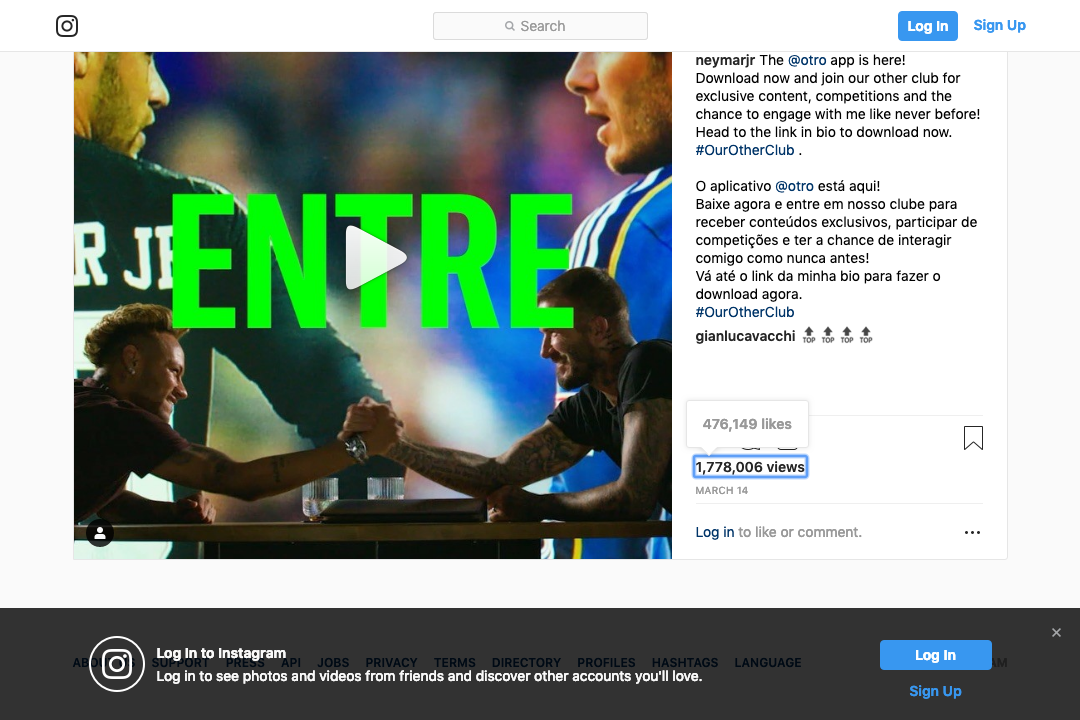 Search
Log In
Sign Up
neymarjr The @otro app is here!
Download now and join our other club for
exclusive content, competitions and the
chance to engage with me like never before!
Head to the link in bio to download now.
#OurOtherClub .
O aplicativo @otro está aqui!
Baixe agora e entre em nosso clube para
receber conteúdos exclusivos, participar de
competições e ter a chance de interagir
comigo como nunca antes!
Vá até o link da minha bio para fazer o
download agora.
#OurOtherClub
gianlucavacchi TOP TOP TOP TOP
R JR
ENTRE
476,149 likes
1,778,006 views
MARCH 14
Log in to like or comment.
Log In to Instagram
SUPPORT PRESS API JOBS PRIVACY TERMS DIRECTORY PROFILES HASHTAGS LANGUAGE
Log in to see photos and videos from friends and discover other accounts you'll love.
Log In
Sign Up